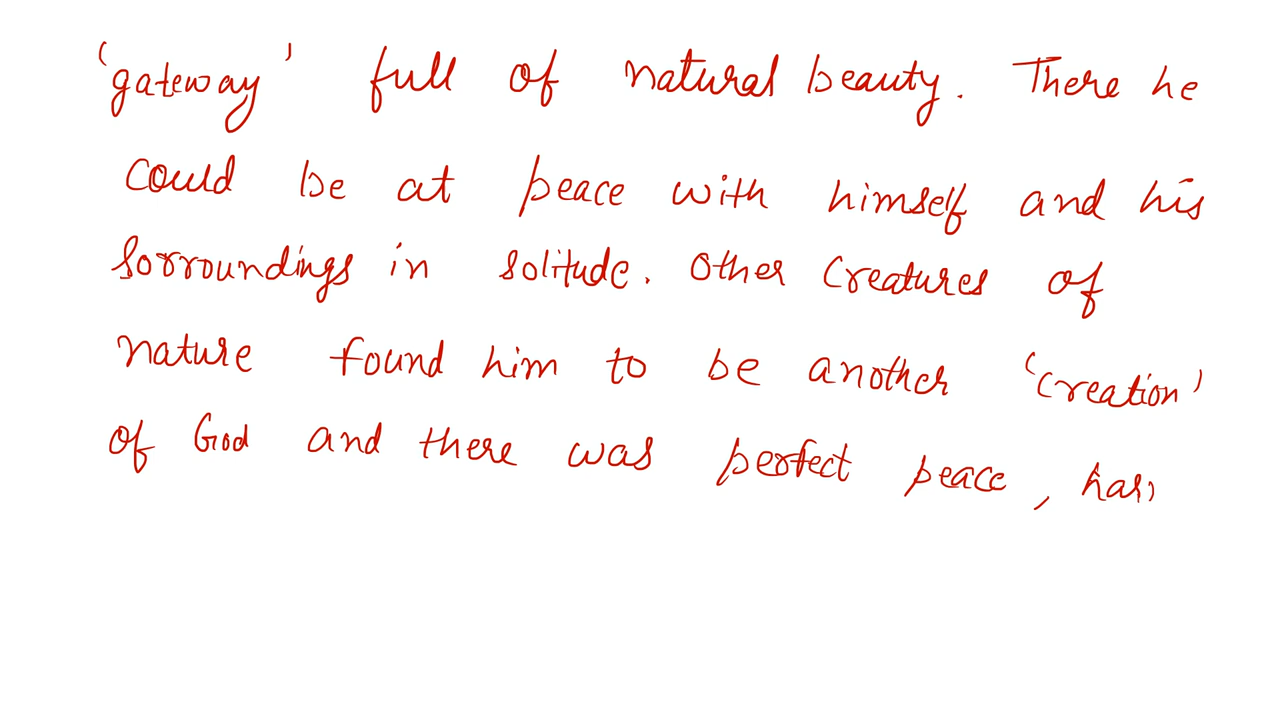 'gateway' full of natural beauty. There he
could be at peace with himself and his
sorroundings in solitude. Other creatures of
nature found him to be another 'creation'
of God and there was perfect peace,